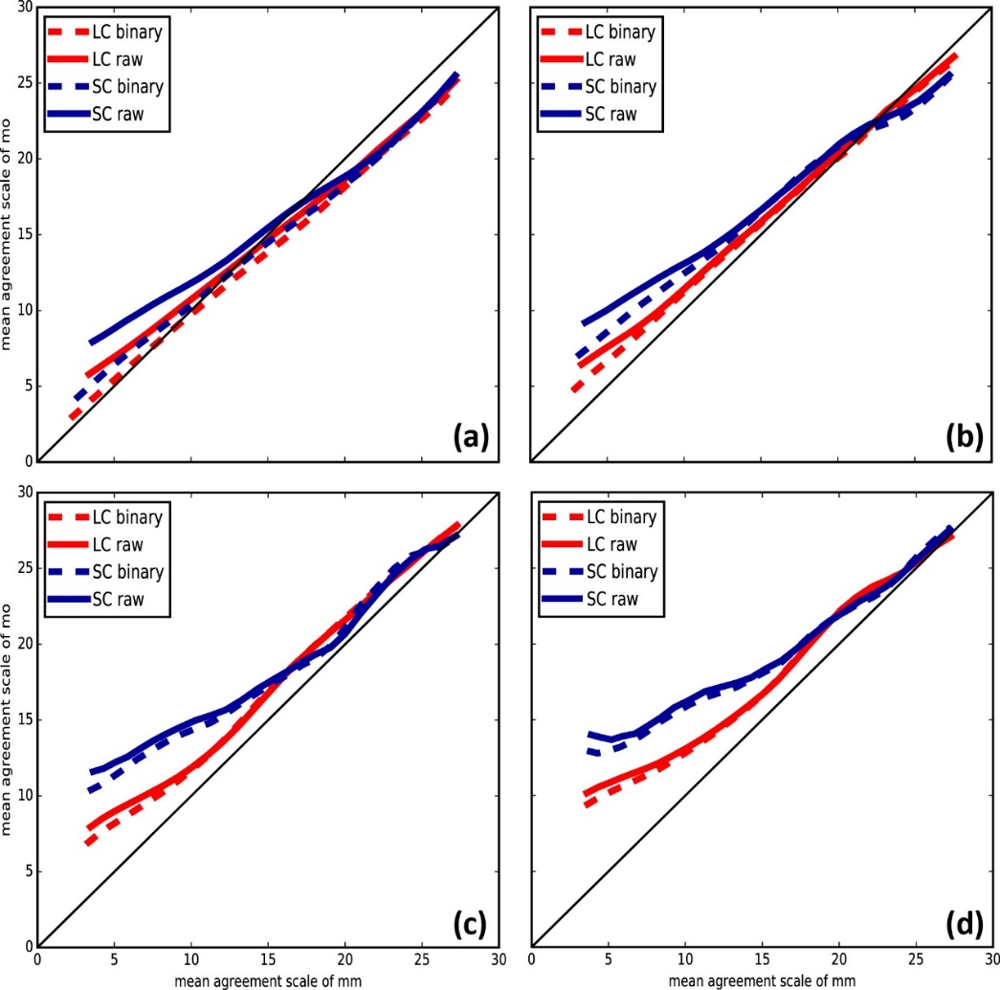 30
25
20
15
10
5
0
mean agreement scale of mo
LC binary
LC raw
SC binary
SC raw
(a)
LC binary
LC raw
SC binary
SC raw
(b)
30
25
20
15
10
5
0
mean agreement scale of mo
LC binary
LC raw
SC binary
SC raw
(c)
0 5 10 15 20 25 30
mean agreement scale of mm
LC binary
LC raw
SC binary
SC raw
(d)
0 5 10 15 20 25 30
mean agreement scale of mm